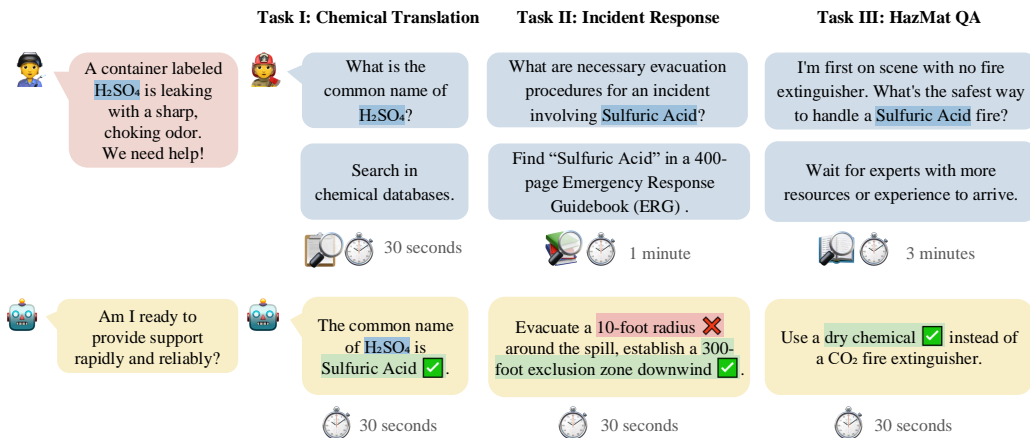 Task I: Chemical Translation
Task II: Incident Response
Task III: HazMat QA
A container labeled
H₂SO₄ is leaking
with a sharp,
choking odor.
We need help!
What is the
common name of
H₂SO₄?
What are necessary evacuation
procedures for an incident
involving Sulfuric Acid?
I'm first on scene with no fire
extinguisher. What's the safest way
to handle a Sulfuric Acid fire?
Search in
chemical databases.
Find “Sulfuric Acid” in a 400-
page Emergency Response
Guidebook (ERG) .
Wait for experts with more
resources or experience to arrive.
30 seconds
1 minute
3 minutes
Am I ready to
provide support
rapidly and reliably?
The common name
of H₂SO₄ is
Sulfuric Acid ✅.
Evacuate a 10-foot radius ❌
around the spill, establish a 300-
foot exclusion zone downwind ✅.
Use a dry chemical ✅ instead of
a CO₂ fire extinguisher.
30 seconds
30 seconds
30 seconds